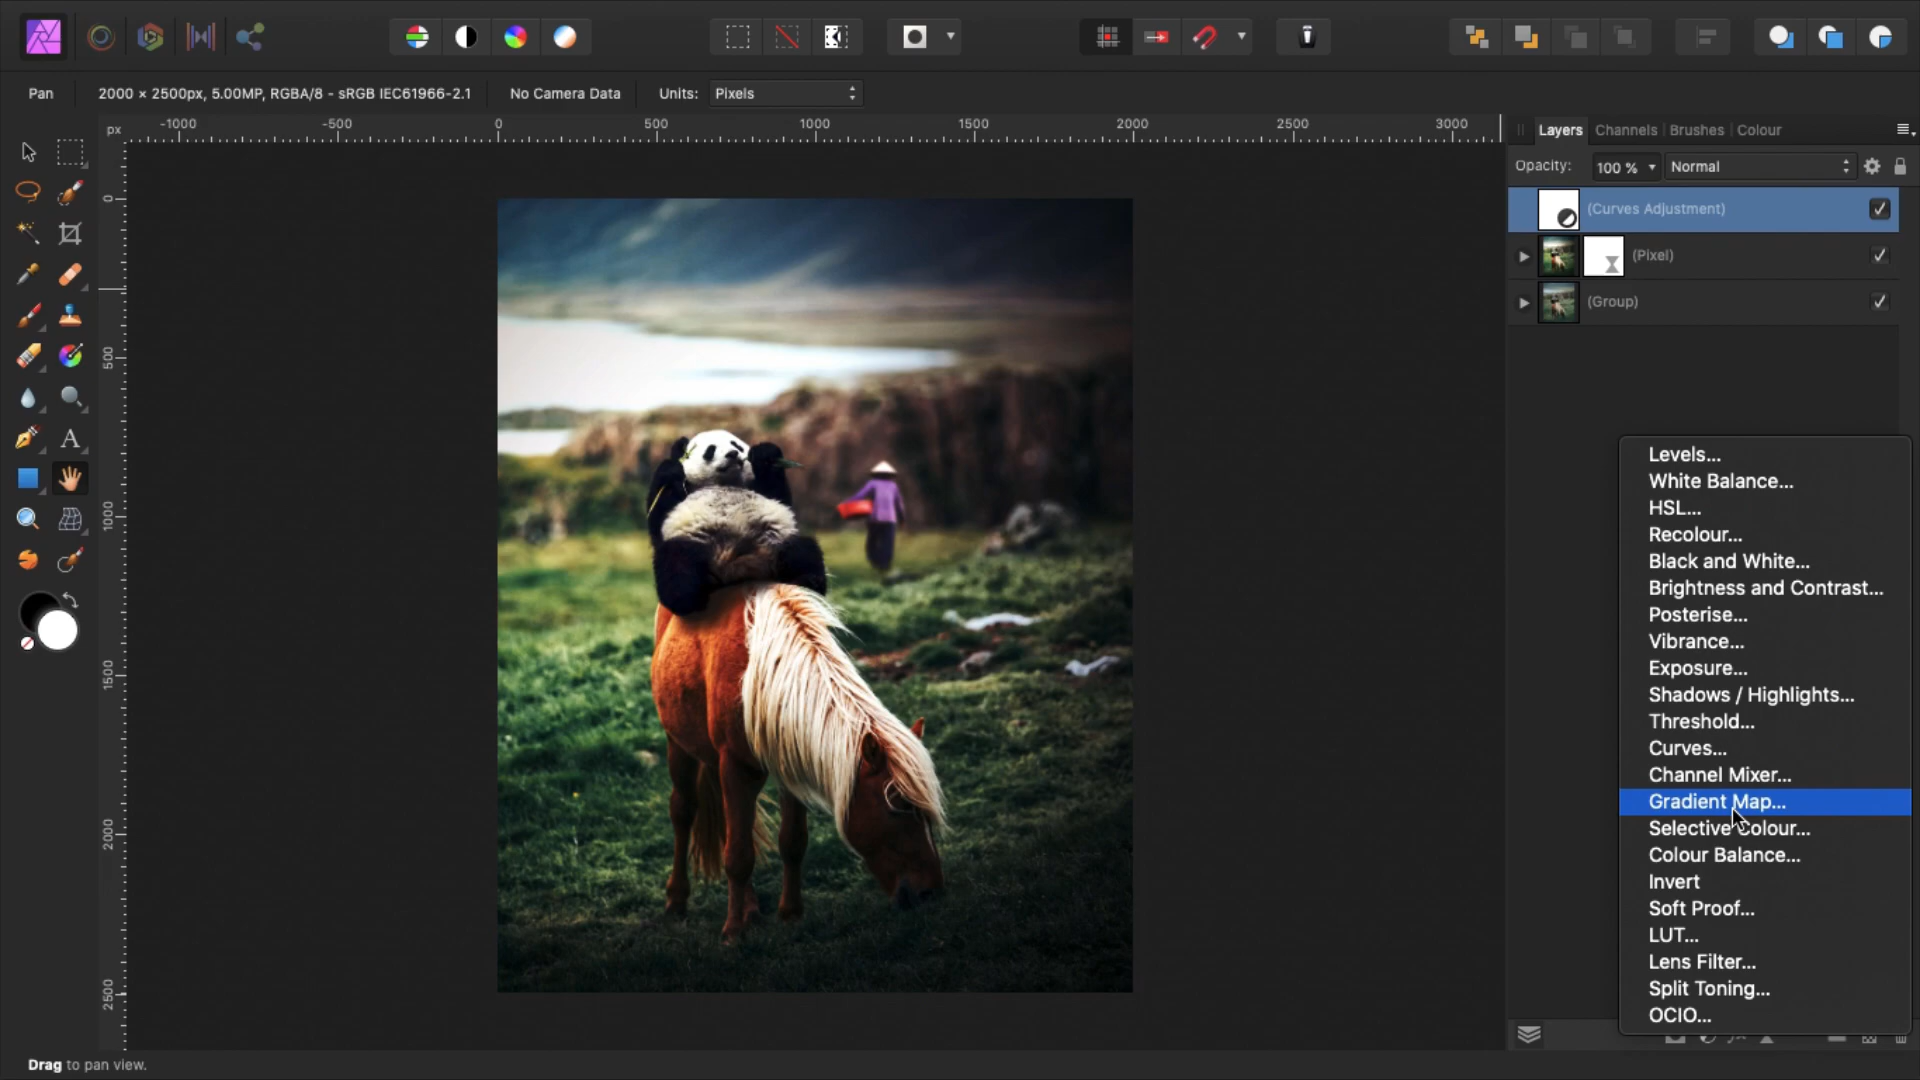 Pan
2000 × 2500px, 5.00MP, RGBA/8 - sRGB IEC61966-2.1
No Camera Data
Units:
Pixels
px
-1000
-500
0
500
1000
1500
2000
2500
3000
0
500
1000
1500
2000
2500
A
Layers
Channels
Brushes
Colour
Opacity:
100 %
Normal
(Curves Adjustment)
(Pixel)
(Group)
Levels...
White Balance...
HSL...
Recolour...
Black and White...
Brightness and Contrast...
Posterise...
Vibrance...
Exposure...
Shadows / Highlights...
Threshold...
Curves...
Channel Mixer...
Gradient Map...
Selective Colour...
Colour Balance...
Invert
Soft Proof...
LUT...
Lens Filter...
Split Toning...
OCIO...
Drag to pan view.